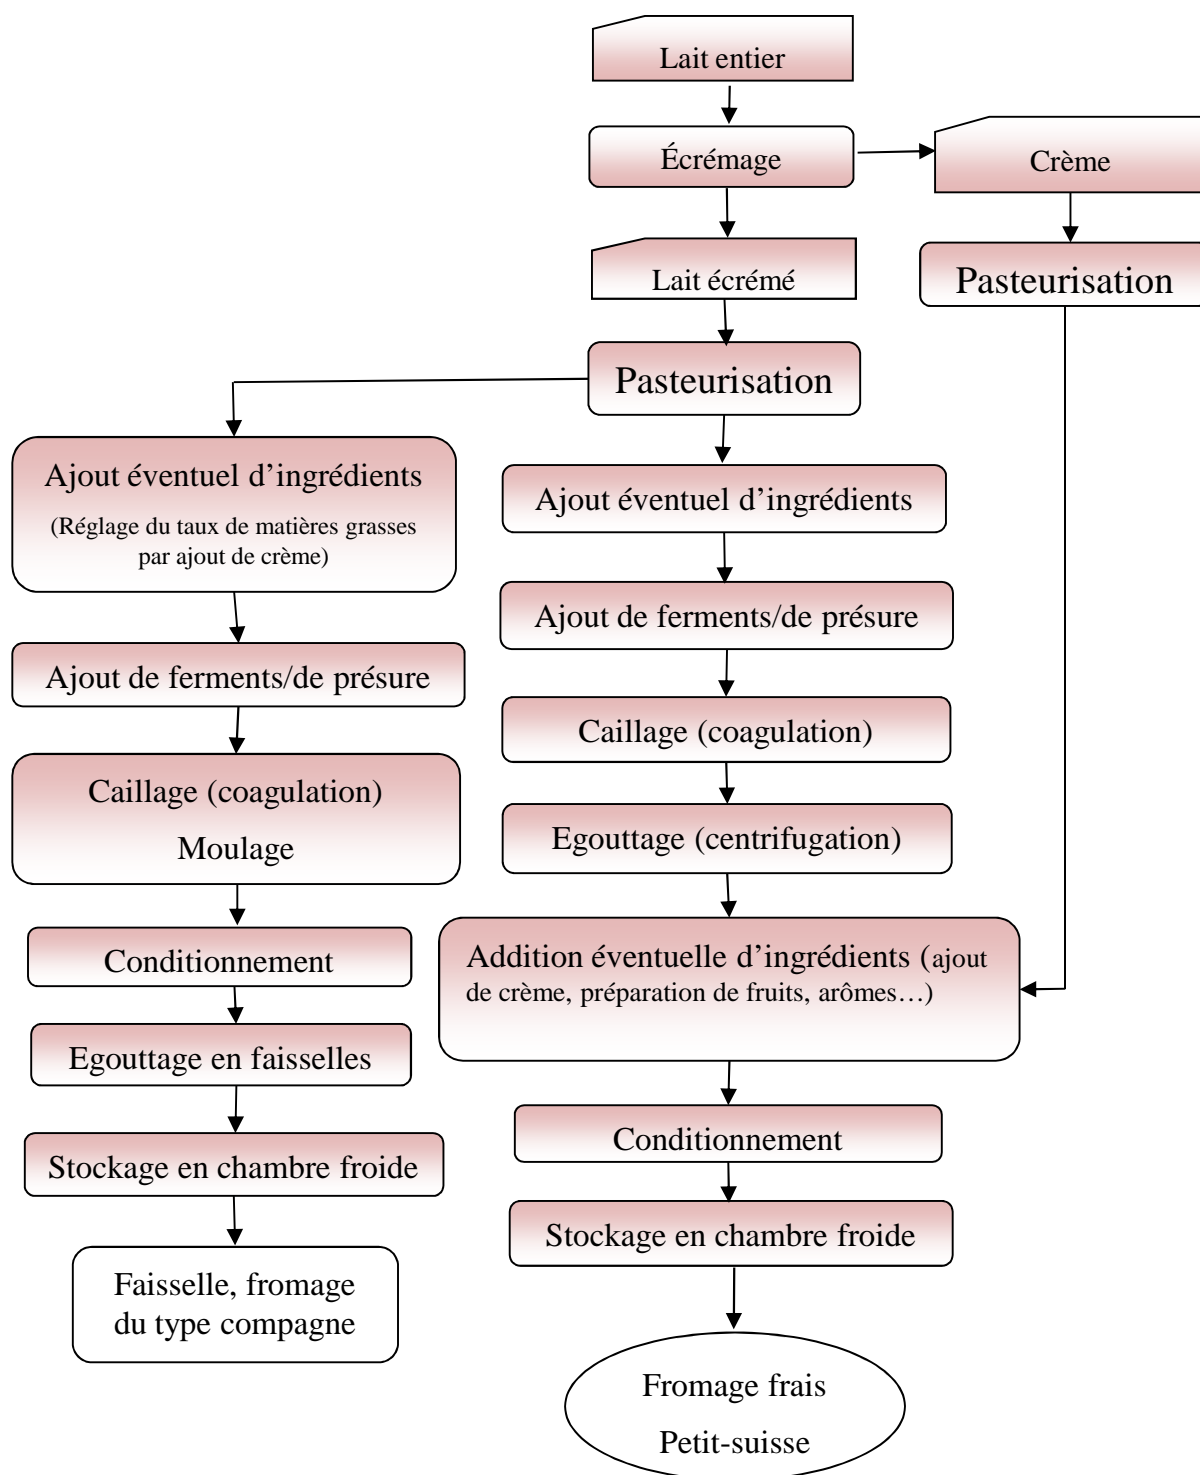 Lait entier
Écrémage
Crème
Lait écrémé
Pasteurisation
Pasteurisation
Ajout éventuel d’ingrédients
(Réglage du taux de matières grasses
par ajout de crème)
Ajout de ferments/de présure
Caillage (coagulation)
Moulage
Conditionnement
Egouttage en faisselles
Stockage en chambre froide
Faisselle, fromage
du type compagne
Ajout éventuel d’ingrédients
Ajout de ferments/de présure
Caillage (coagulation)
Egouttage (centrifugation)
Addition éventuelle d’ingrédients (ajout
de crème, préparation de fruits, arômes…)
Conditionnement
Stockage en chambre froide
Fromage frais
Petit-suisse